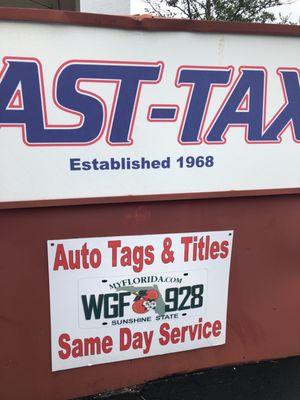 AST-TAX
Established 1968
Auto Tags & Titles
MYFLORIDA.COM
WGF 928
SUNSHINE STATE
Same Day Service